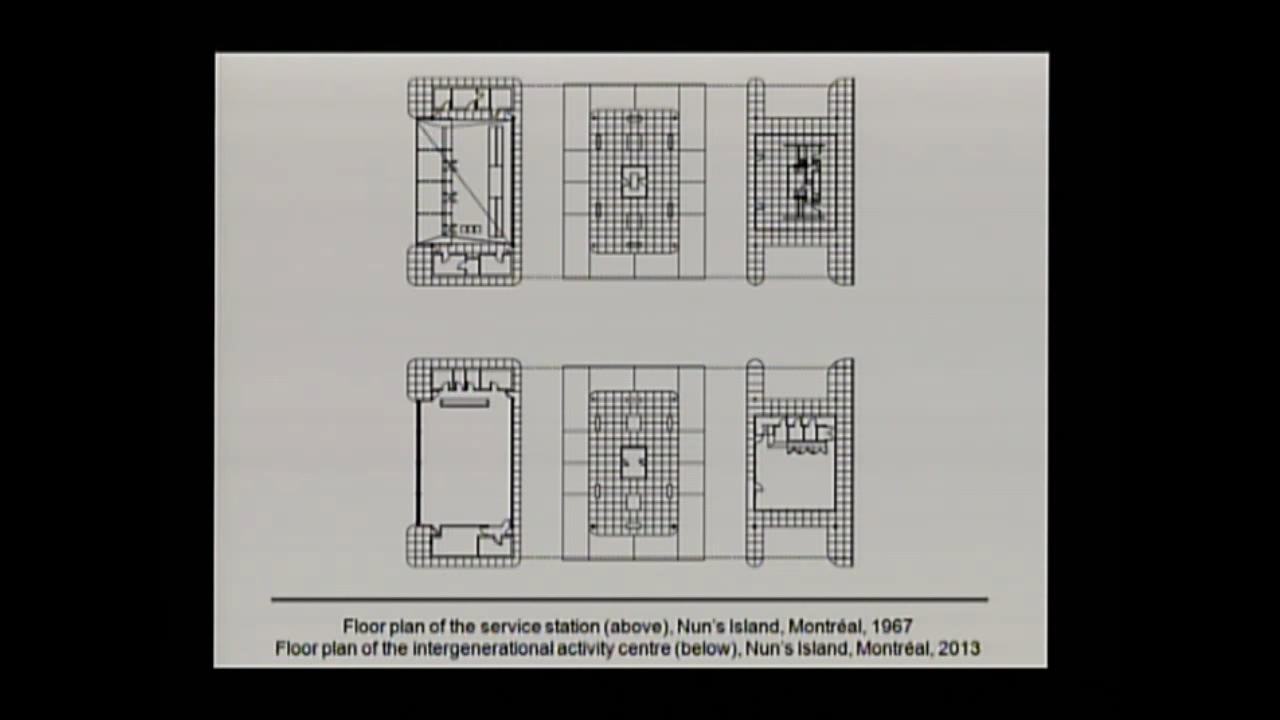 Floor plan of the service station (above), Nun's Island, Montréal, 1967
Floor plan of the intergenerational activity centre (below), Nun's Island, Montréal, 2013